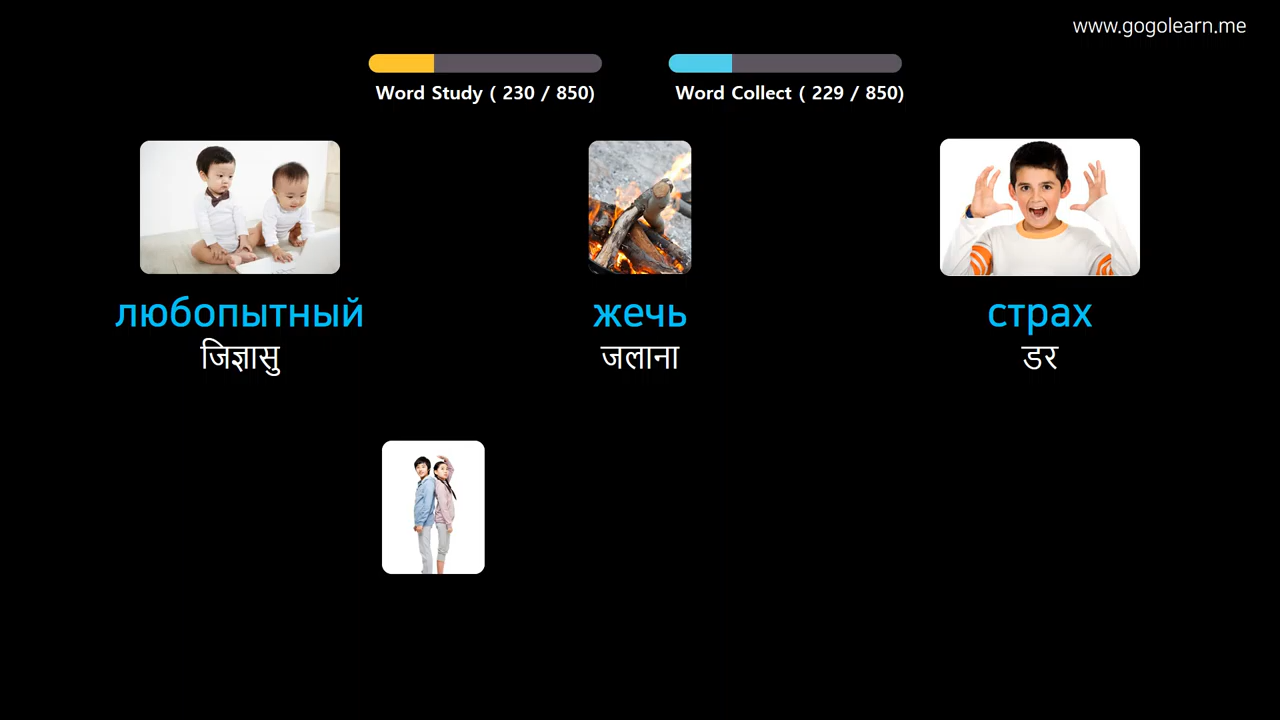 www.gogolearn.me
Word Study ( 230 / 850)
Word Collect ( 229 / 850)
любопытный
жечь
страх
जिज्ञासु
जलाना
डर